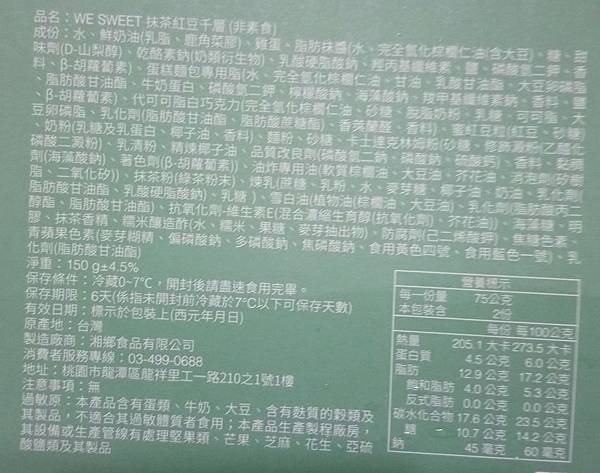 品名：WE SWEET 抹茶紅豆千層 (非素食)
成份：水、鮮奶油(乳脂、鹿角菜膠)、雞蛋、脂肪抹醬(水、完全氫化棕櫚仁油(含大豆)、糖、甜
味劑(D-山梨醇)、乾酪素鈉(奶類衍生物)、乳酸硬脂酸鈉、羥丙基纖維素、鹽、磷酸氫二鉀、香
料、β-胡蘿蔔素)、蛋糕麵包專用脂(水、完全氫化棕櫚仁油、甘油、乳酸甘油酯、大豆卵磷脂
、脂肪酸甘油酯、牛奶蛋白、磷酸氫二鉀、檸檬酸鈉、海藻酸鈉、羧甲基纖維素鈉、香料、鹽
、β-胡蘿蔔素)、代可可脂白巧克力(完全氫化棕櫚仁油、砂糖、脫脂奶粉、乳糖、可可脂、大
豆卵磷脂、乳化劑(脂肪酸甘油酯、脂肪酸蔗糖酯)、香莢蘭醛、香料)、蜜紅豆粒(紅豆、砂糖)
、奶粉(乳糖及乳蛋白、椰子油、香料)、麵粉、砂糖、卡士達克林姆粉(砂糖、修飾澱粉(乙醯化
磷酸二澱粉)、乳清粉、精煉椰子油、品質改良劑(磷酸氫二鈉、磷酸鈉、硫酸鈣)、香料、黏稠
劑(海藻酸鈉)、著色劑(β-胡蘿蔔素))、油炸專用油(軟質棕櫚油、大豆油、芥花油、消泡劑(矽樹
脂、二氧化矽))、抹茶粉(綠茶粉末)、煉乳(蔗糖、乳粉、水、麥芽糖、椰子油、奶油、乳化劑(
脂肪酸甘油酯、乳酸硬脂酸鈉)、乳糖)、雪白油(植物油(棕櫚油、大豆油)、乳化劑(脂肪酸丙二
醇酯、脂肪酸甘油酯)、抗氧化劑-維生素E(混合濃縮生育醇(抗氧化劑)、芥花油))、海藻糖、明
膠、抹茶香精、糯米釀造醋(水、糯米、果糖、麥芽抽出物)、防腐劑(己二烯酸鉀)、焦糖色素、
青蘋果色素(麥芽糊精、偏磷酸鈉、多磷酸鈉、焦磷酸鈉、食用黃色四號、食用藍色一號)、乳
化劑(脂肪酸甘油酯)
淨重：150 g±4.5%
保存條件：冷藏0~7℃，開封後請盡速食用完畢。
保存期限：6天(係指未開封前冷藏於7℃以下可保存天數)
有效日期：標示於包裝上(西元年月日)
原產地：台灣
製造廠商：湘鄉食品有限公司
消費者服務專線：03-499-0688
地址：桃園市龍潭區龍祥里工一路210之1號1樓
注意事項：無
過敏原：本產品含有蛋類、牛奶、大豆、含有麩質的穀類及
其製品，不適合其過敏體質者食用；本產品生產製程廠房，
其設備或生產管線有處理堅果類、芒果、芝麻、花生、亞硫
酸鹽類及其製品
營養標示
每一份量 75公克
本包裝含 2份
每份 每100公克
熱量 205.1 大卡 273.5 大卡
蛋白質 4.5 公克 6.0 公克
脂肪 12.9 公克 17.2 公克
飽和脂肪 4.0 公克 5.3 公克
反式脂肪 0.0 公克 0.0 公克
碳水化合物 17.6 公克 23.5 公克
糖 10.7 公克 14.2 公克
鈉 45 毫克 60 毫克